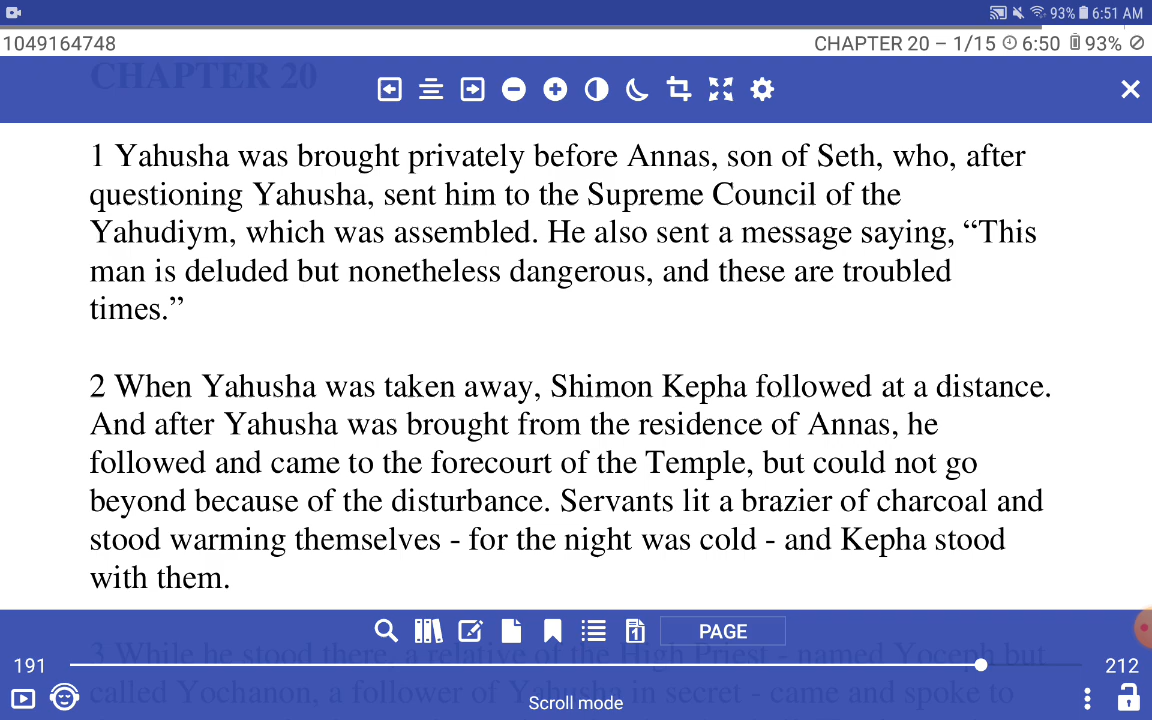 93% 6:51 AM
1049164748
CHAPTER 20 – 1/15 6:50 93%
CHAPTER 20
1 Yahusha was brought privately before Annas, son of Seth, who, after
questioning Yahusha, sent him to the Supreme Council of the
Yahudiym, which was assembled. He also sent a message saying, “This
man is deluded but nonetheless dangerous, and these are troubled
times.”
2 When Yahusha was taken away, Shimon Kepha followed at a distance.
And after Yahusha was brought from the residence of Annas, he
followed and came to the forecourt of the Temple, but could not go
beyond because of the disturbance. Servants lit a brazier of charcoal and
stood warming themselves - for the night was cold - and Kepha stood
with them.
1 PAGE
3 While he stood there, a relative of the High Priest - named Yoceph but
191 212
called Yochanon, a follower of Yahusha in secret - came and spoke to
Scroll mode